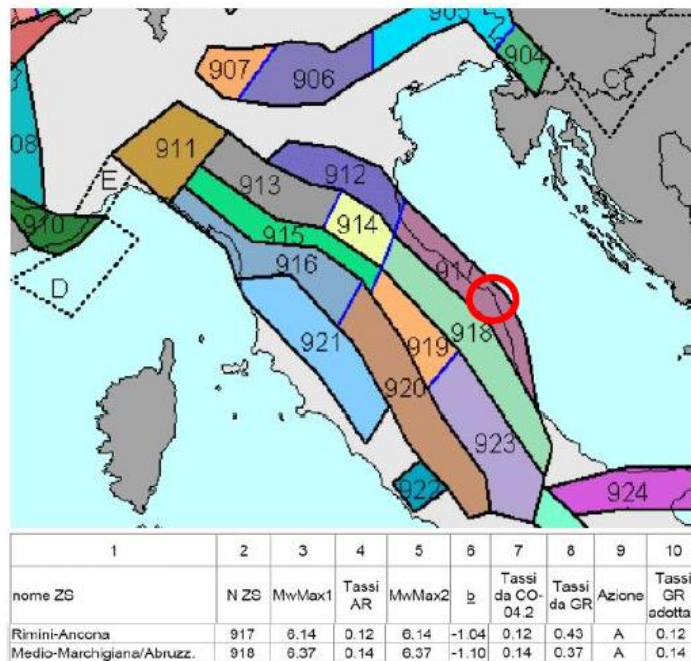 905
904
907
906
C
08
911
912
913
E
910
914
915
917
916
D
918
921
919
920
923
922
924
1 2 3 4 5 6 7 8 9 10
nome ZS N ZS MwMax1 Tassi AR MwMax2 b Tassi da CO-04.2 Tassi da GR Azione Tassi GR adotta
Rimini-Ancona 917 6.14 0.12 6.14 -1.04 0.12 0.43 A 0.12
Medio-Marchigiana/Abruzz. 918 6.37 0.14 6.37 -1.10 0.14 0.37 A 0.14